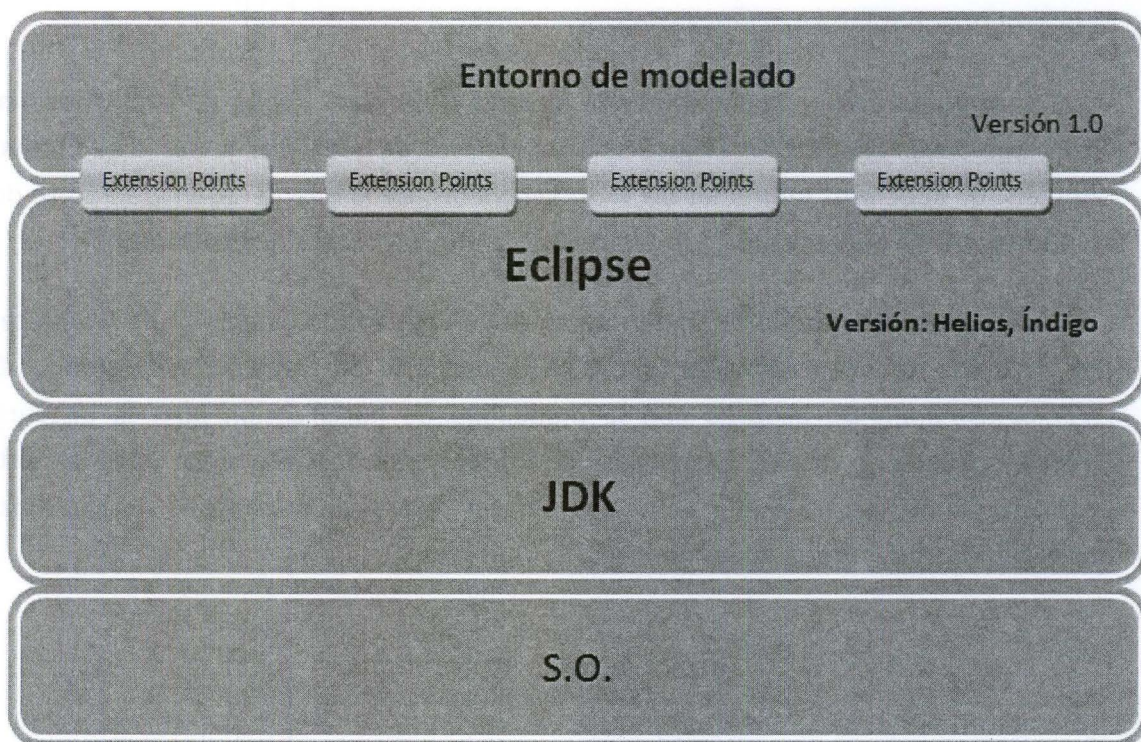 Entorno de modelado
Versión 1.0
Extension Points
Extension Points
Extension Points
Extension Points
Eclipse
Versión: Helios, Índigo
JDK
S.O.